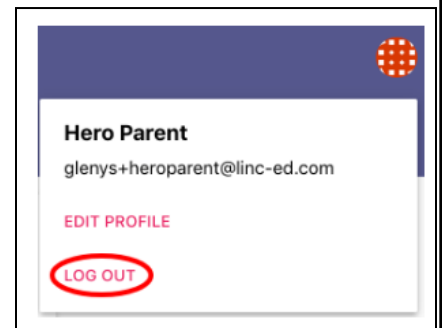 Hero Parent
glenys+heroparent@linc-ed.com
EDIT PROFILE
LOG OUT